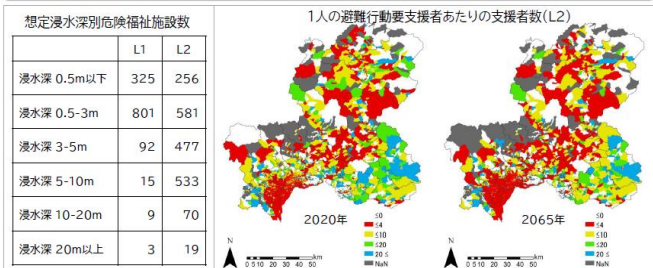 想定浸水深別危険福祉施設数
L1 L2
浸水深 0.5m以下 325 256
浸水深 0.5-3m 801 581
浸水深 3-5m 92 477
浸水深 5-10m 15 533
浸水深 10-20m 9 70
浸水深 20m以上 3 19
1人の避難行動要支援者あたりの支援者数(L2)
2020年
≤0
≤4
≤10
≤20
20 ≤
NaN
N
0 5 10 20 30 40 50 km
2065年
≤0
≤4
≤10
≤20
20 ≤
NaN
N
0 5 10 20 30 40 50 km